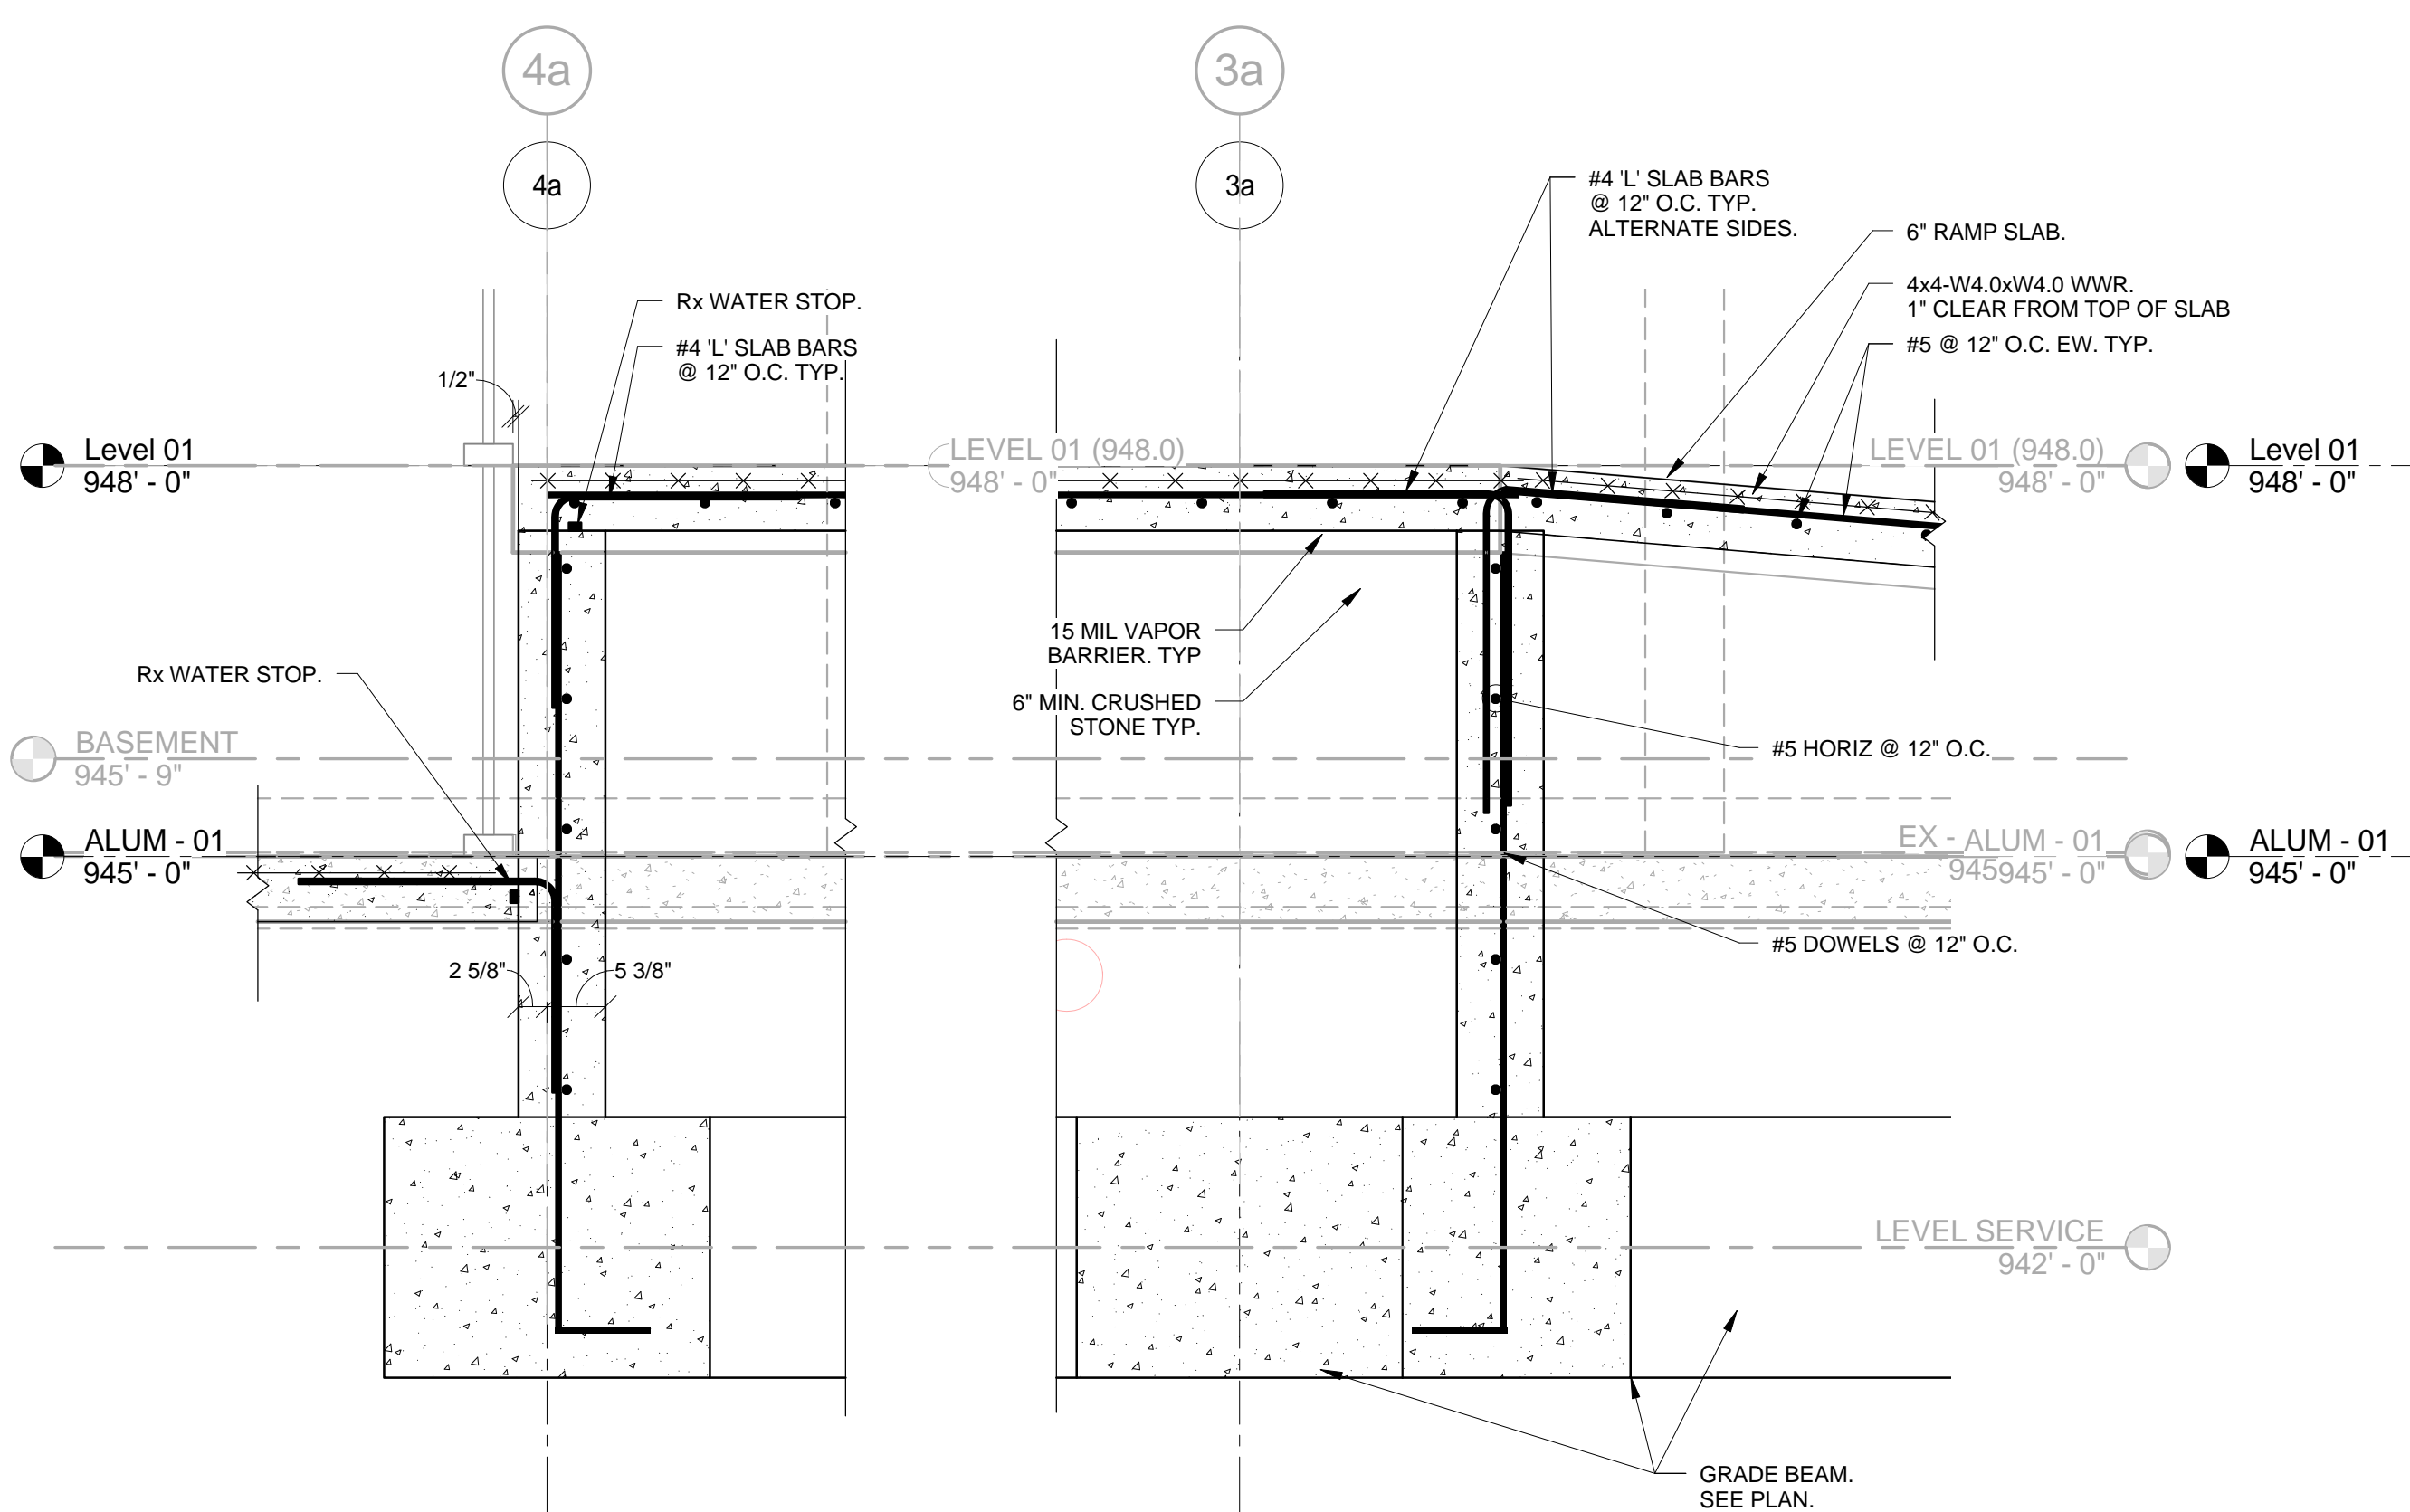 4a
3a
4a
3a
#4 'L' SLAB BARS
@ 12" O.C. TYP.
ALTERNATE SIDES.
6" RAMP SLAB.
4x4-W4.0xW4.0 WWR.
1" CLEAR FROM TOP OF SLAB
#5 @ 12" O.C. EW. TYP.
Rx WATER STOP.
#4 'L' SLAB BARS
@ 12" O.C. TYP.
1/2"
Level 01
948' - 0"
LEVEL 01 (948.0)
948' - 0"
LEVEL 01 (948.0)
948' - 0"
Level 01
948' - 0"
15 MIL VAPOR
BARRIER. TYP
6" MIN. CRUSHED
STONE TYP.
Rx WATER STOP.
BASEMENT
945' - 9"
#5 HORIZ @ 12" O.C.
ALUM - 01
945' - 0"
EX - ALUM - 01
945945' - 0"
ALUM - 01
945' - 0"
#5 DOWELS @ 12" O.C.
2 5/8"
5 3/8"
LEVEL SERVICE
942' - 0"
GRADE BEAM.
SEE PLAN.